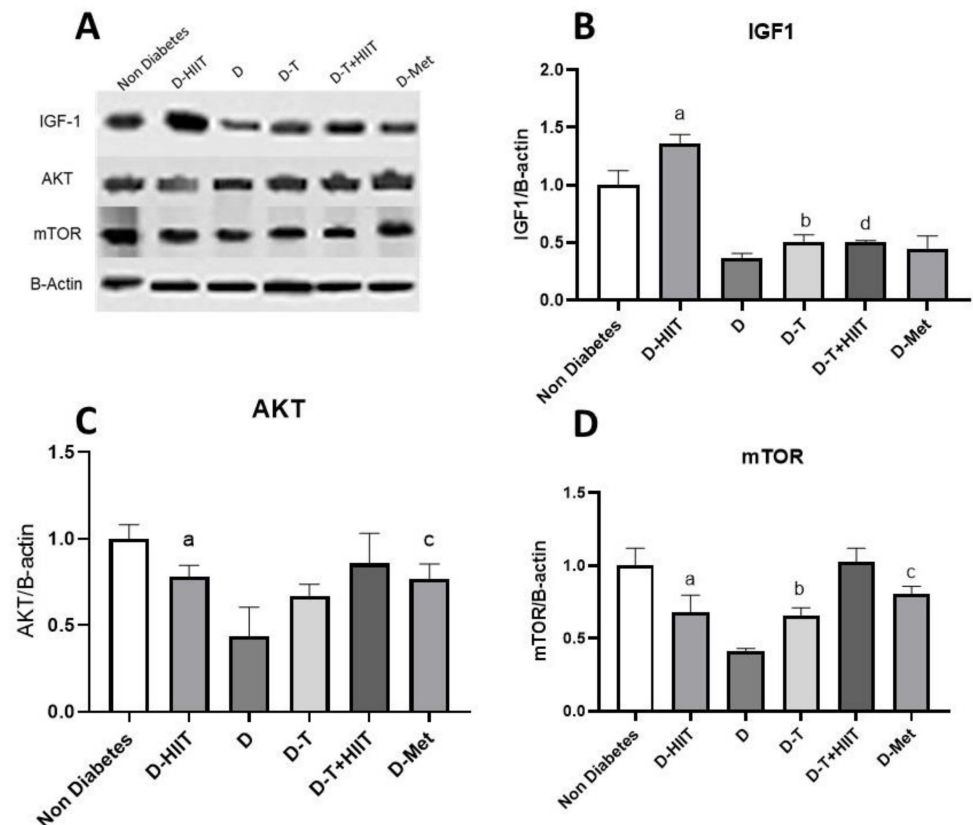 A
Non Diabetes
D-HIIT
D
D-T
D-T+HIIT
D-Met
IGF-1
AKT
mTOR
B-Actin
B
IGF1
IGF1/B-actin
2.0
1.5
1.0
0.5
0.0
a
b
d
Non Diabetes
D-HIIT
D
D-T
D-T+HIIT
D-Met
C
AKT
AKT/B-actin
1.5
1.0
0.5
0.0
a
c
Non Diabetes
D-HIIT
D
D-T
D-T+HIIT
D-Met
D
mTOR
mTOR/B-actin
1.5
1.0
0.5
0.0
a
b
c
Non Diabetes
D-HIIT
D
D-T
D-T+HIIT
D-Met